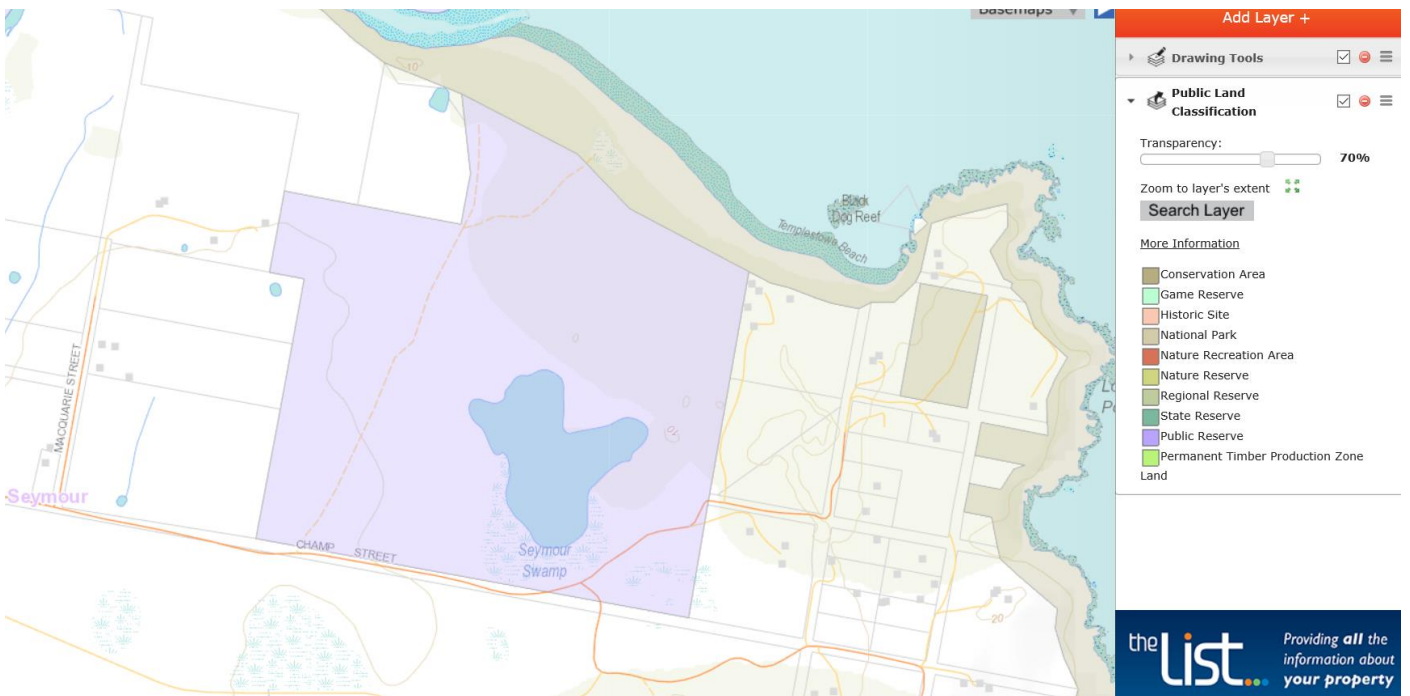 Basemaps
Add Layer +
Drawing Tools
Public Land
Classification
Transparency:
70%
Zoom to layer's extent
Search Layer
More Information
Conservation Area
Game Reserve
Historic Site
National Park
Nature Recreation Area
Nature Reserve
Regional Reserve
State Reserve
Public Reserve
Permanent Timber Production Zone
Land
10
Black
Dog Reef
Templestowe Beach
MACQUARIE STREET
Seymour
CHAMP STREET
Seymour
Swamp
10
20
the LIST...
Providing all the
information about
your property